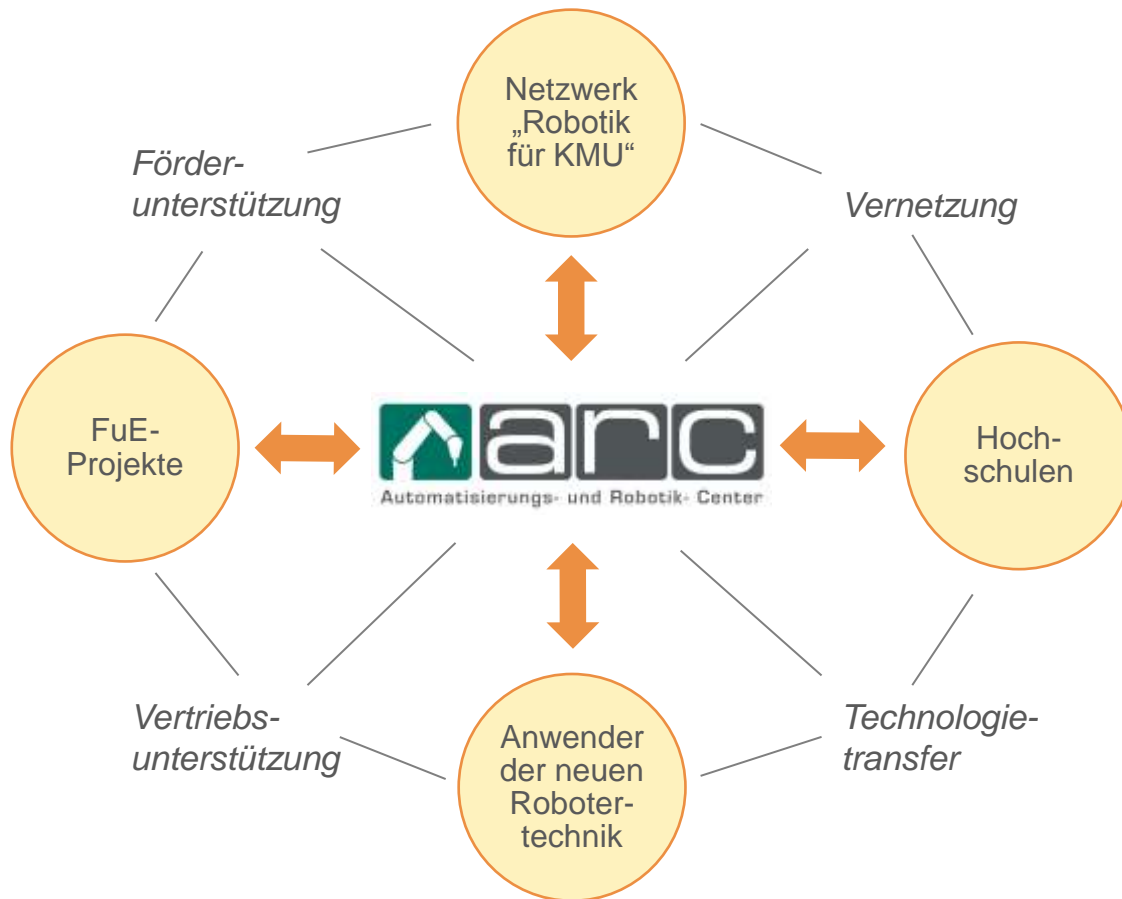 Netzwerk
„Robotik
für KMU“
Förder-
unterstützung
Vernetzung
FuE-
Projekte
arc
Automatisierungs- und Robotik- Center
Hoch-
schulen
Vertriebs-
unterstützung
Anwender
der neuen
Roboter-
technik
Technologie-
transfer